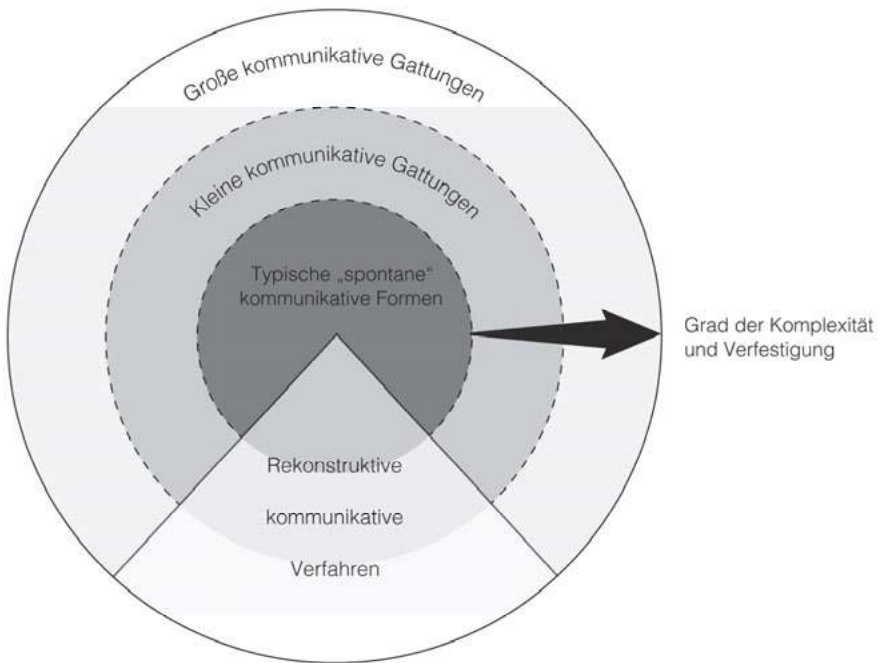 Große kommunikative Gattungen
Kleine kommunikative Gattungen
Typische „spontane“
kommunikative Formen
Grad der Komplexität
und Verfestigung
Rekonstruktive
kommunikative
Verfahren